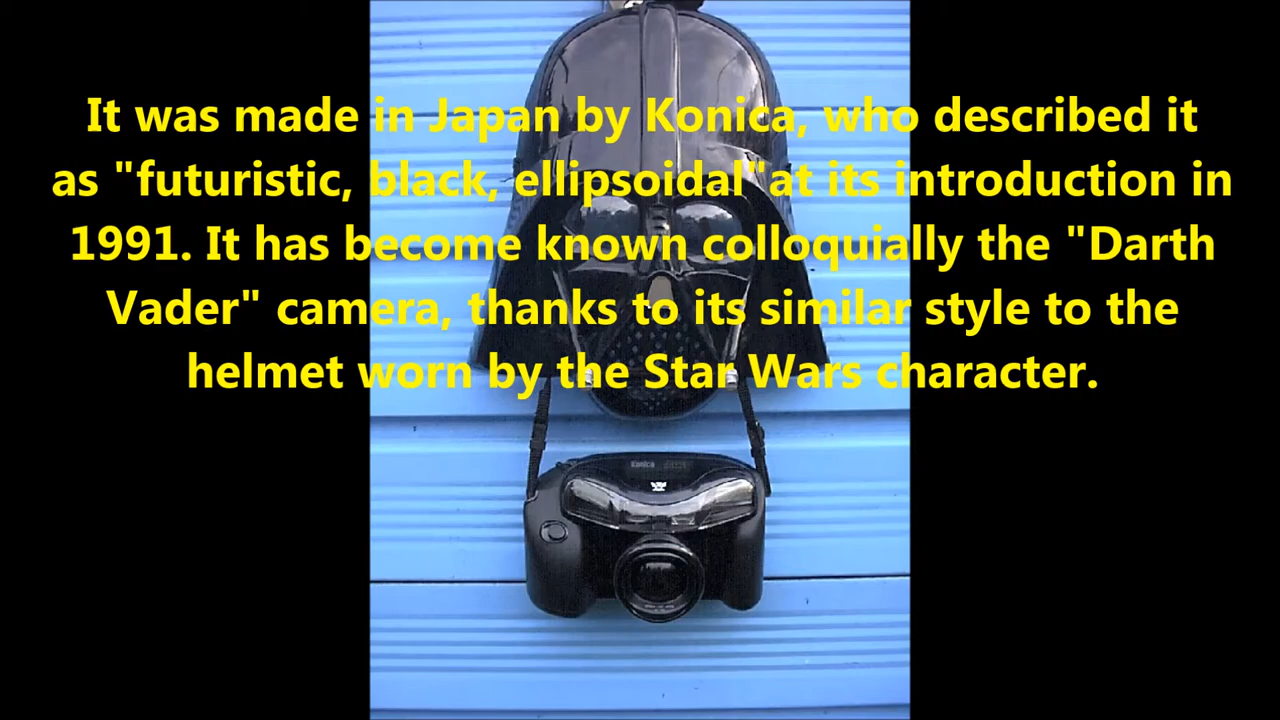 It was made in Japan by Konica, who described it
as "futuristic, black, ellipsoidal"at its introduction in
1991. It has become known colloquially the "Darth
Vader" camera, thanks to its similar style to the
helmet worn by the Star Wars character.
Konica